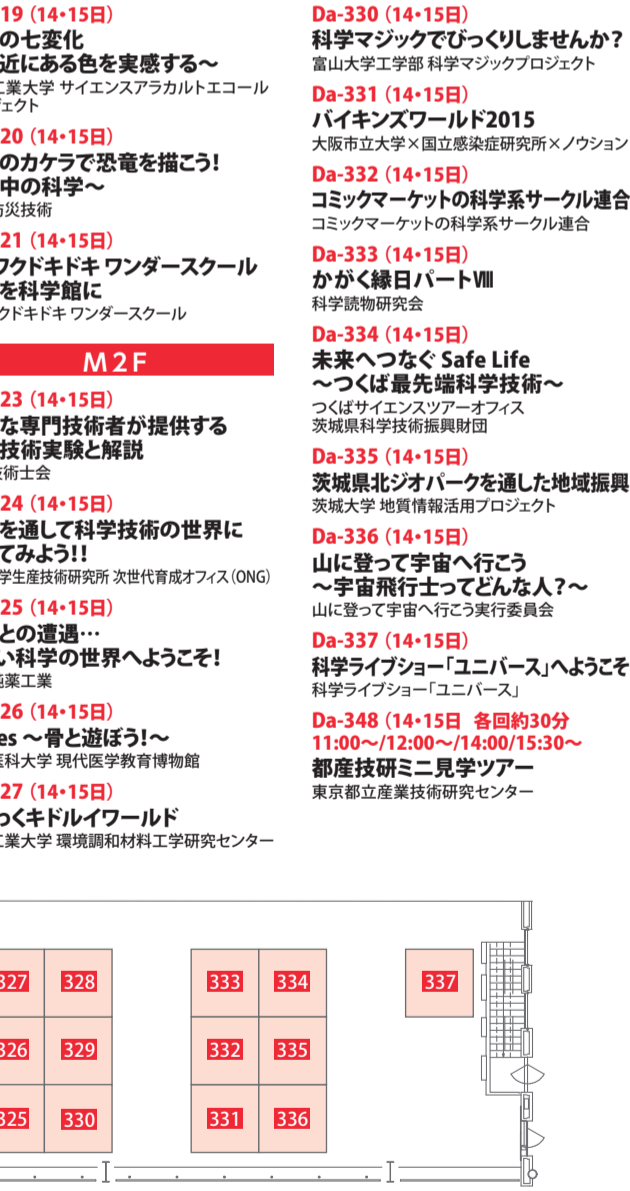 19（14・15日）
の七変化
近にある色を実感する〜
工業大学 サイエンスアラカルトエコール
ジェクト
20（14・15日）
のカケラで恐竜を描こう！
中の科学〜
防災技術
21（14・15日）
ワクドキドキ ワンダースクール
を科学館に
クドキドキ ワンダースクール
M2F
23（14・15日）
な専門技術者が提供する
技術実験と解説
技術士会
24（14・15日）
を通して科学技術の世界に
てみよう!!
学生産技術研究所 次世代育成オフィス（ONG）
25（14・15日）
との遭遇…
い科学の世界へようこそ！
純薬工業
26（14・15日）
es 〜骨と遊ぼう！〜
医科大学 現代医学教育博物館
27（14・15日）
っくキドルイワールド
工業大学 環境調和材料工学研究センター
Da-330（14・15日）
科学マジックでびっくりしませんか？
富山大学工学部 科学マジックプロジェクト
Da-331（14・15日）
バイキンズワールド2015
大阪市立大学×国立感染症研究所×ノウション
Da-332（14・15日）
コミックマーケットの科学系サークル連合
コミックマーケットの科学系サークル連合
Da-333（14・15日）
かがく縁日パートⅧ
科学読物研究会
Da-334（14・15日）
未来へつなぐ Safe Life
〜つくば最先端科学技術〜
つくばサイエンスツアーオフィス
茨城県科学技術振興財団
Da-335（14・15日）
茨城県北ジオパークを通した地域振興
茨城大学 地質情報活用プロジェクト
Da-336（14・15日）
山に登って宇宙へ行こう
〜宇宙飛行士ってどんな人？〜
山に登って宇宙へ行こう実行委員会
Da-337（14・15日）
科学ライブショー「ユニバース」へようこそ
科学ライブショー「ユニバース」
Da-348（14・15日 各回約30分
11:00〜/12:00〜/14:00/15:30〜
都産技研ミニ見学ツアー
東京都立産業技術研究センター
327 328 333 334 337
326 329 332 335
325 330 331 336